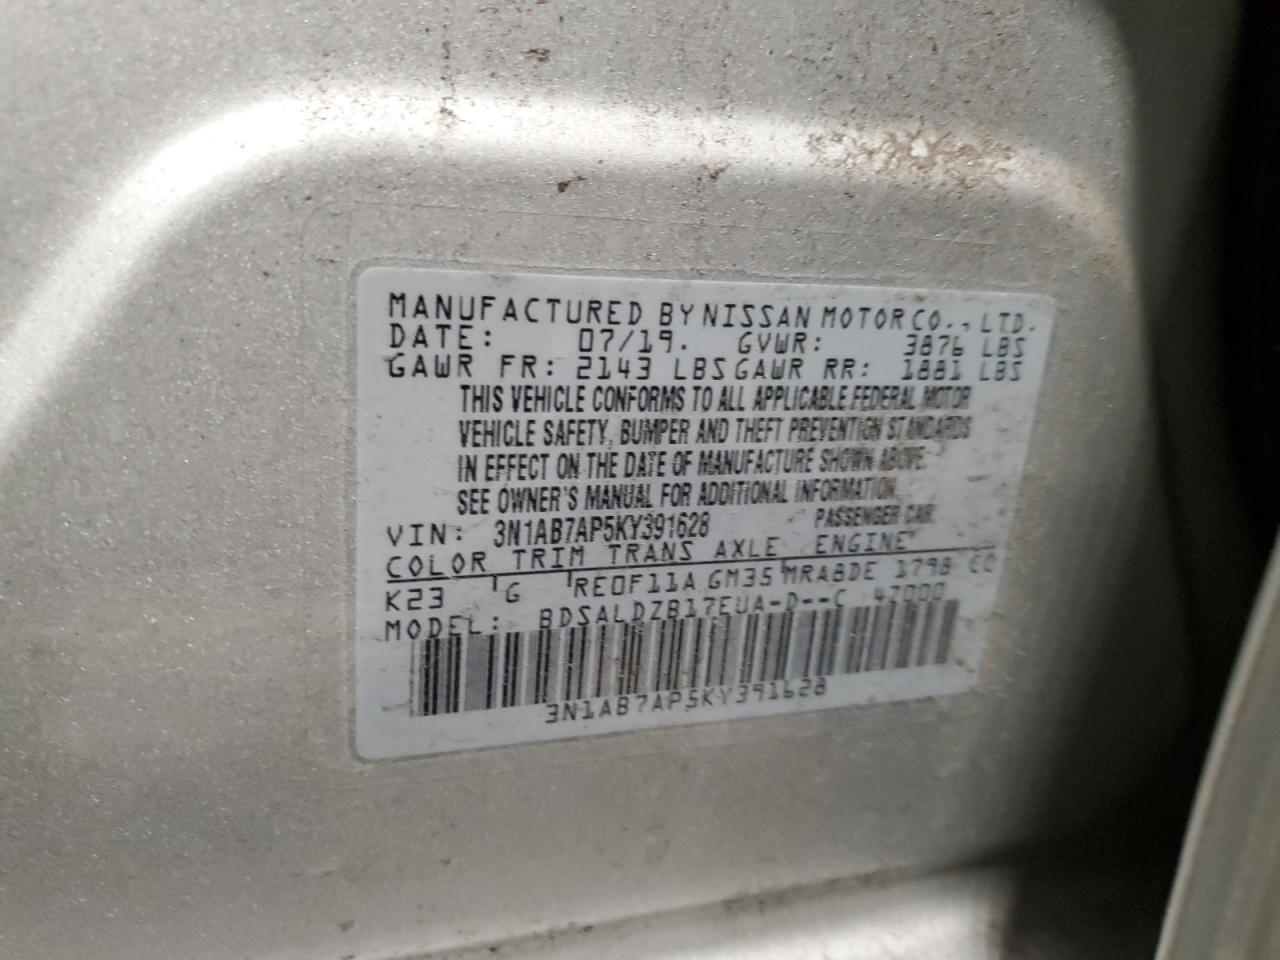 MANUFACTURED BY NISSAN MOTOR CO., LTD.
DATE: 07/19. GVWR: 3876 LBS
GAWR FR: 2143 LBS GAWR RR: 1881 LBS
THIS VEHICLE CONFORMS TO ALL APPLICABLE FEDERAL MOTOR
VEHICLE SAFETY, BUMPER AND THEFT PREVENTION STANDARDS
IN EFFECT ON THE DATE OF MANUFACTURE SHOWN ABOVE.
SEE OWNER'S MANUAL FOR ADDITIONAL INFORMATION.
VIN: 3N1AB7AP5KY391628 PASSENGER CAR
COLOR TRIM TRANS AXLE ENGINE
K23 G RE0F11A GM35 MRA8DE 1798 CC
MODEL: BDSALDZB17EUA-D--C 47000
3N1AB7AP5KY391628